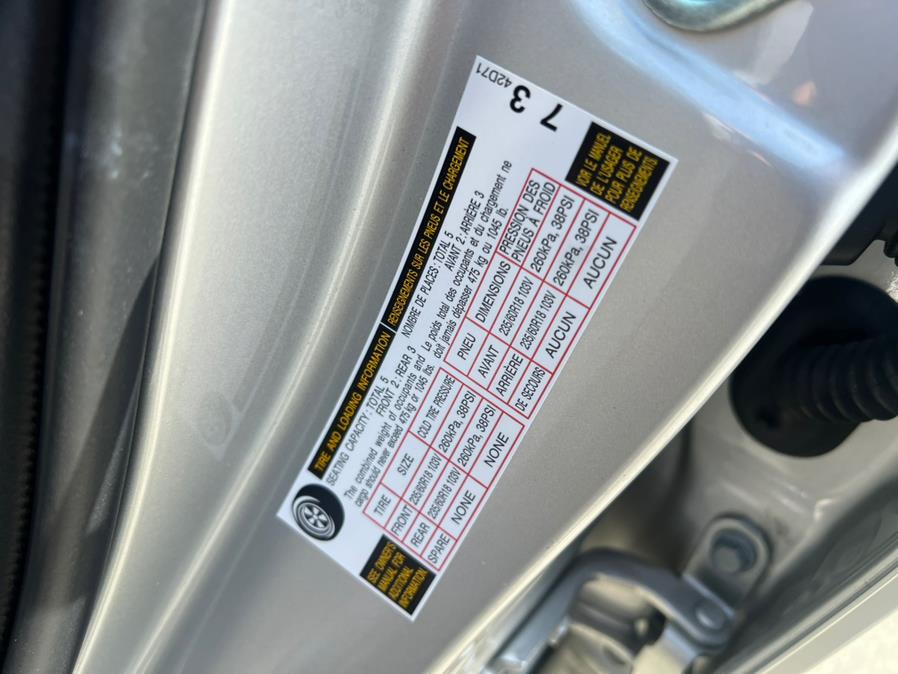 TIRE AND LOADING INFORMATION
RENSEIGNEMENTS SUR LES PNEUS ET LE CHARGEMENT
SEATING CAPACITY : TOTAL 5
FRONT 2 : REAR 3
NOMBRE DE PLACES : TOTAL 5
AVANT 2 : ARRIÈRE 3
The combined weight of occupants and
cargo should never exceed 475 kg or 1045 lbs.
Le poids total des occupants et du chargement ne
doit jamais dépasser 475 kg ou 1045 lb.
TIRE SIZE COLD TIRE PRESSURE
FRONT 235/60R18 103V 260kPa, 38PSI
REAR 235/60R18 103V 260kPa, 38PSI
SPARE NONE NONE
PNEU DIMENSIONS PRESSION DES
PNEUS À FROID
AVANT 235/60R18 103V 260kPa, 38PSI
ARRIÈRE 235/60R18 103V 260kPa, 38PSI
DE SECOURS AUCUN AUCUN
SEE OWNER'S
MANUAL FOR
ADDITIONAL
INFORMATION
VOIR LE MANUEL
DE L'USAGER
POUR PLUS DE
RENSEIGNEMENTS
42D71
7 3